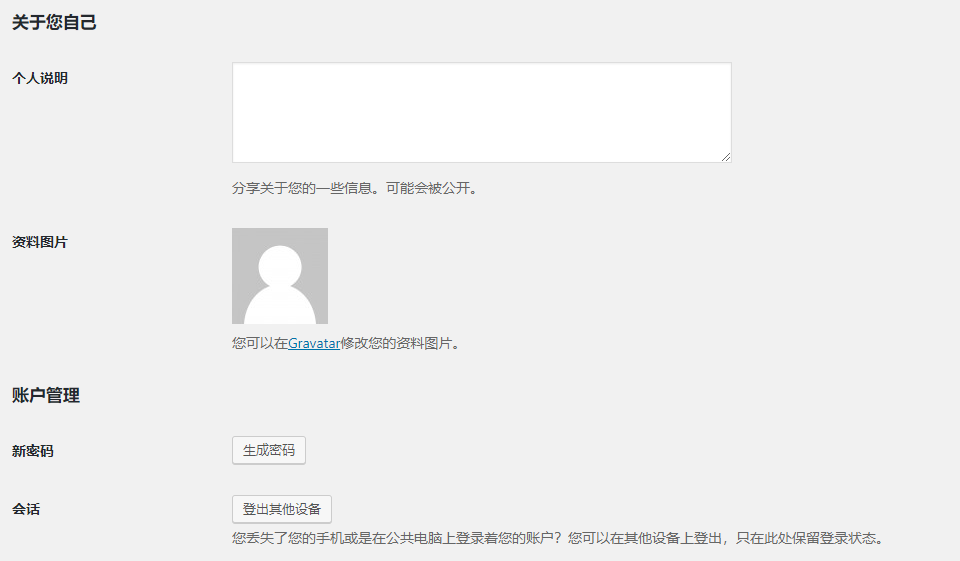 关于您自己
个人说明
分享关于您的一些信息。可能会被公开。
资料图片
您可以在Gravatar修改您的资料图片。
账户管理
新密码
生成密码
会话
登出其他设备
您丢失了您的手机或是在公共电脑上登录着您的账户？您可以在其他设备上登出，只在此处保留登录状态。